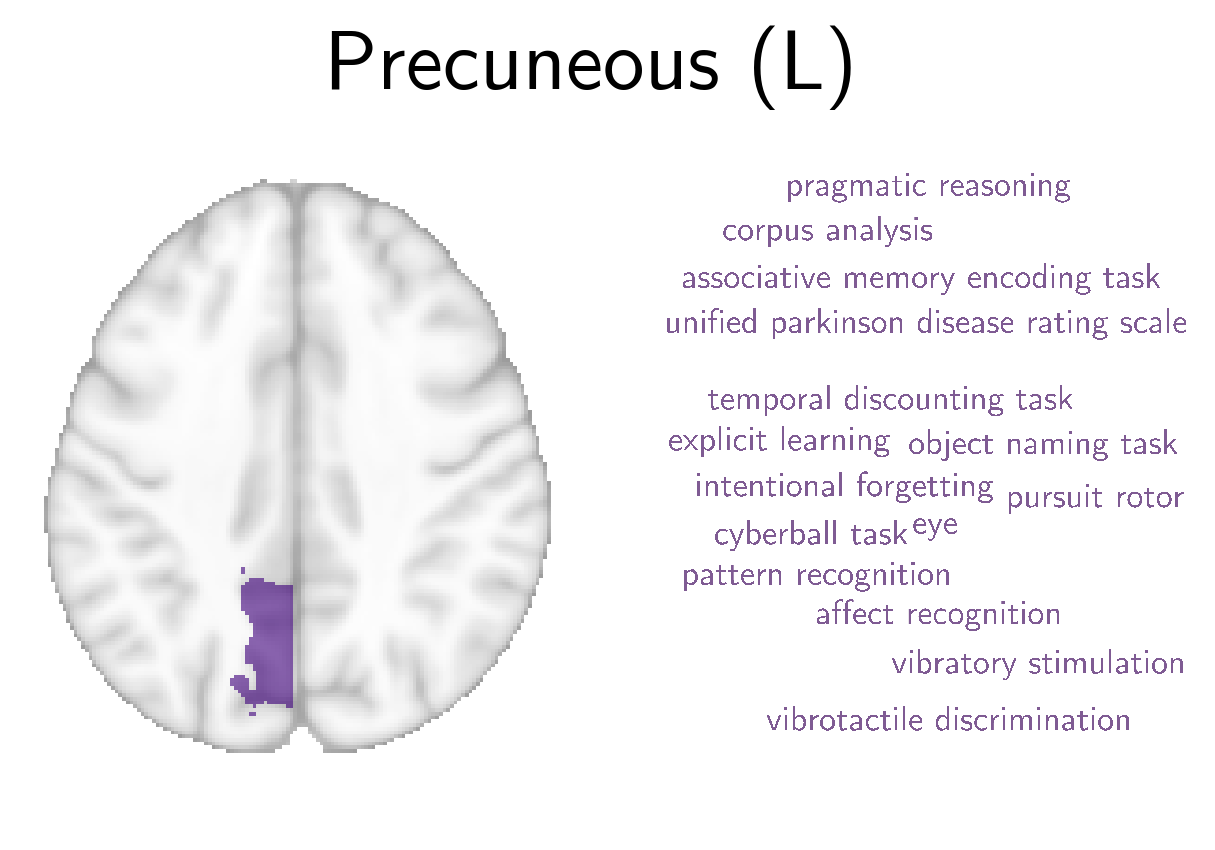 Precuneous (L)
pragmatic reasoning
corpus analysis
associative memory encoding task
unified parkinson disease rating scale
temporal discounting task
explicit learning object naming task
intentional forgetting pursuit rotor
cyberball task eye
pattern recognition
affect recognition
vibratory stimulation
vibrotactile discrimination